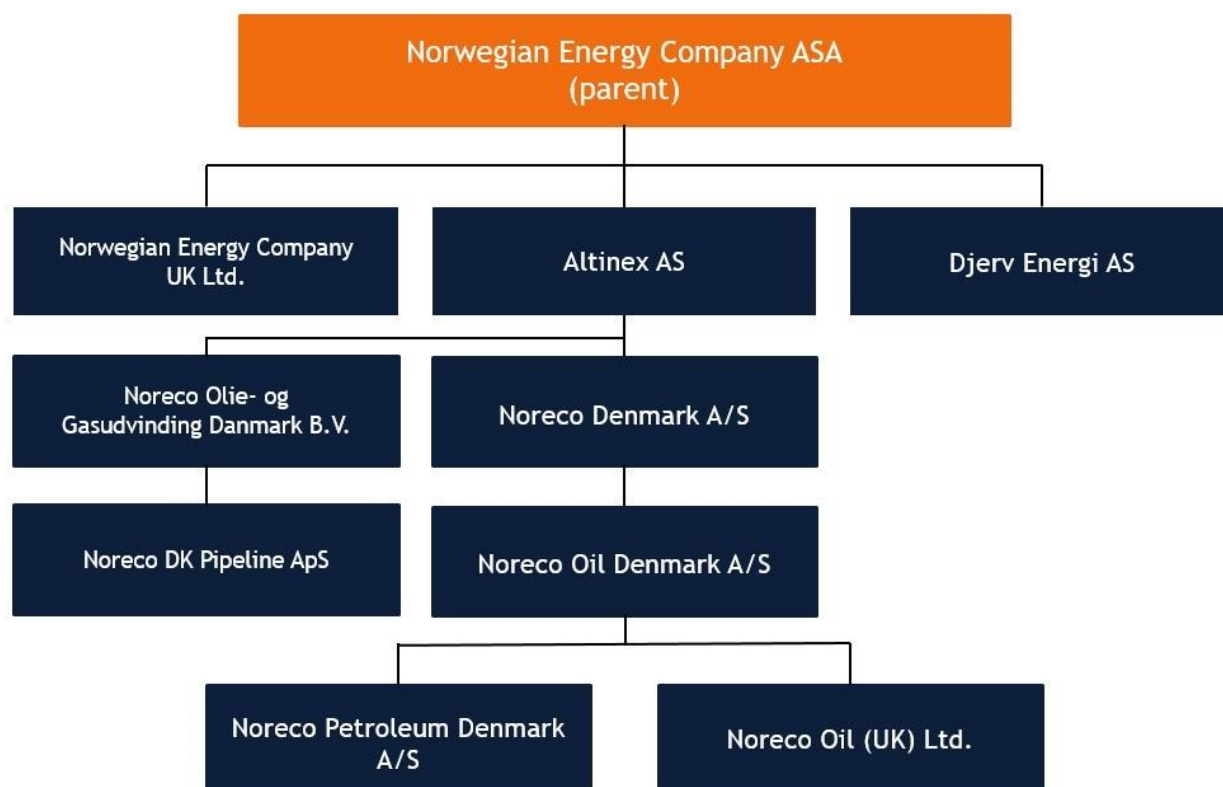 Norwegian Energy Company ASA
(parent)
Norwegian Energy Company
UK Ltd.
Altinex AS
Djerv Energi AS
Noreco Olie- og
Gasudvinding Danmark B.V.
Noreco Denmark A/S
Noreco DK Pipeline ApS
Noreco Oil Denmark A/S
Noreco Petroleum Denmark
A/S
Noreco Oil (UK) Ltd.